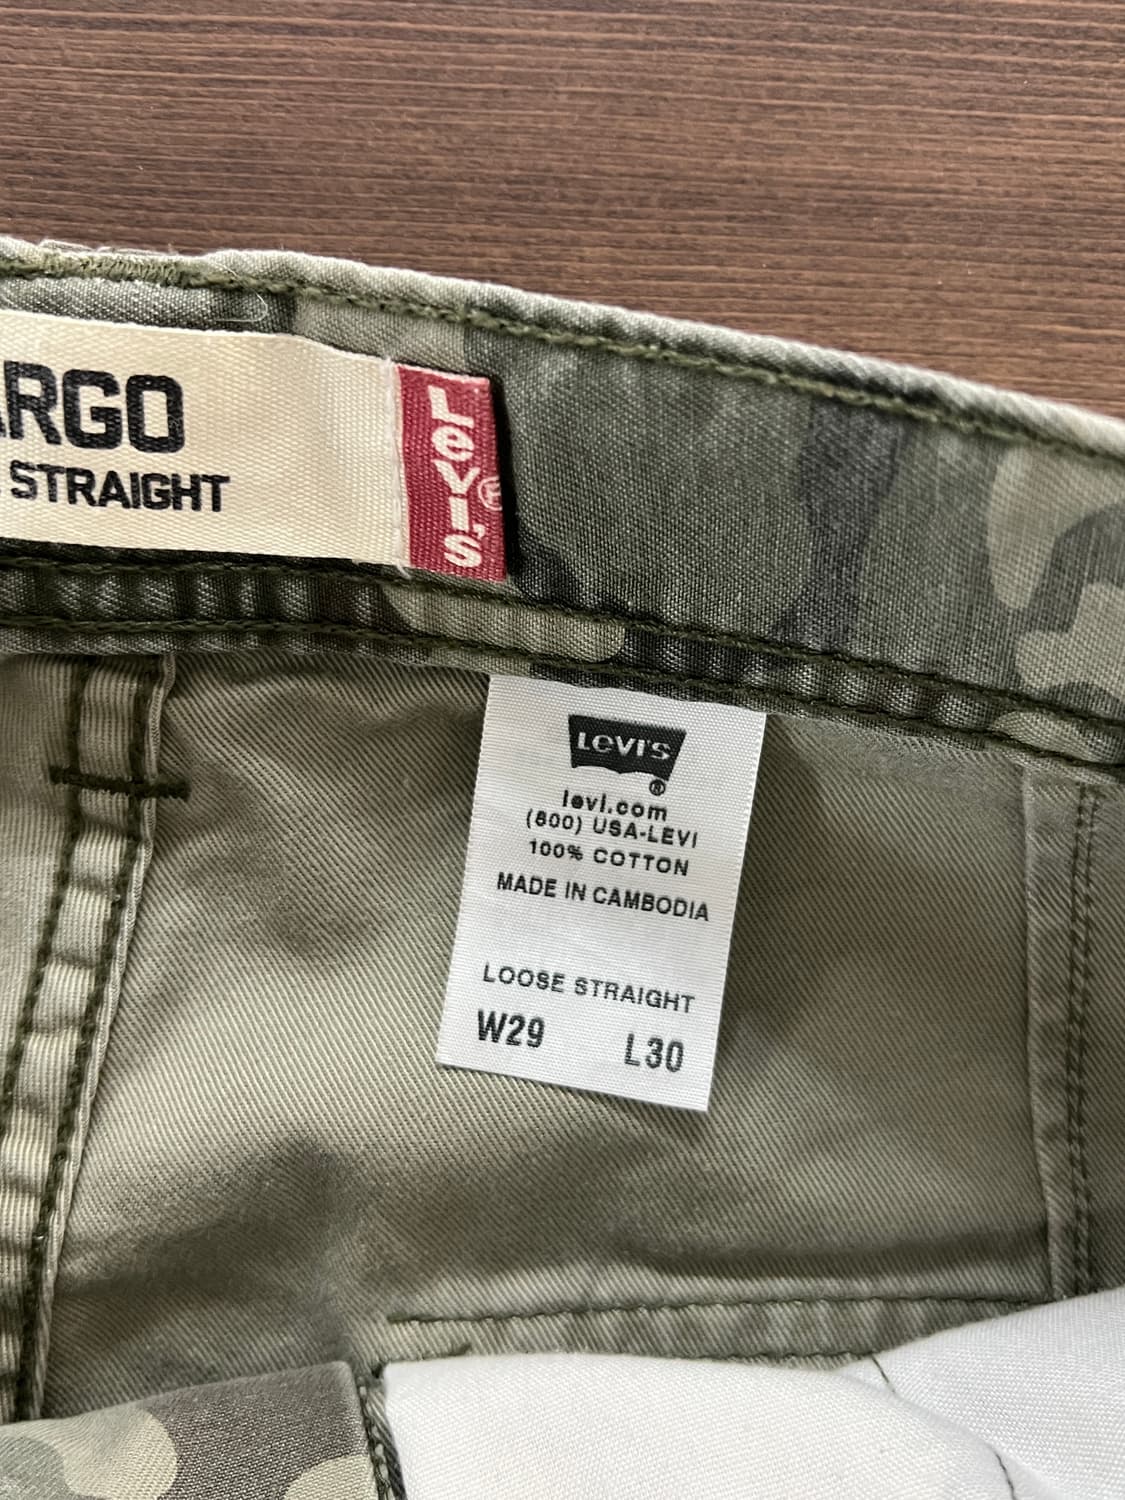 ARGO
STRAIGHT
Levi's®
Levi's
®
levi.com
(800) USA-LEVI
100% COTTON
MADE IN CAMBODIA
LOOSE STRAIGHT
W29 L30